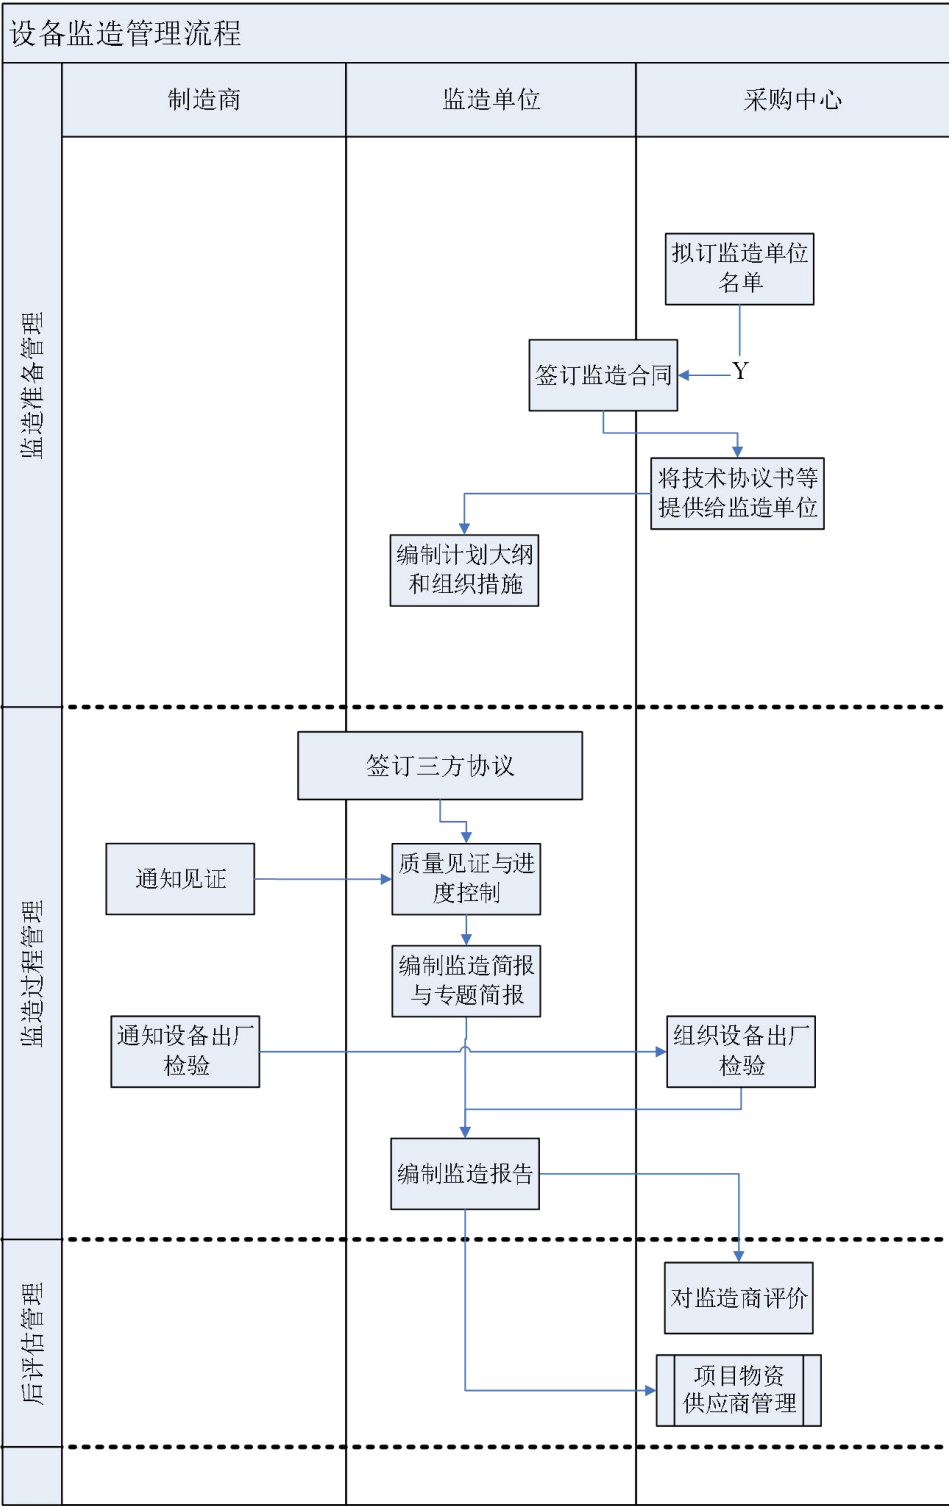 设备监造管理流程
制造商
监造单位
采购中心
监造准备管理
拟订监造单位
名单
Y
签订监造合同
将技术协议书等
提供给监造单位
编制计划大纲
和组织措施
监造过程管理
签订三方协议
通知见证
质量见证与进
度控制
编制监造简报
与专题简报
通知设备出厂
检验
组织设备出厂
检验
编制监造报告
后评估管理
对监造商评价
项目物资
供应商管理